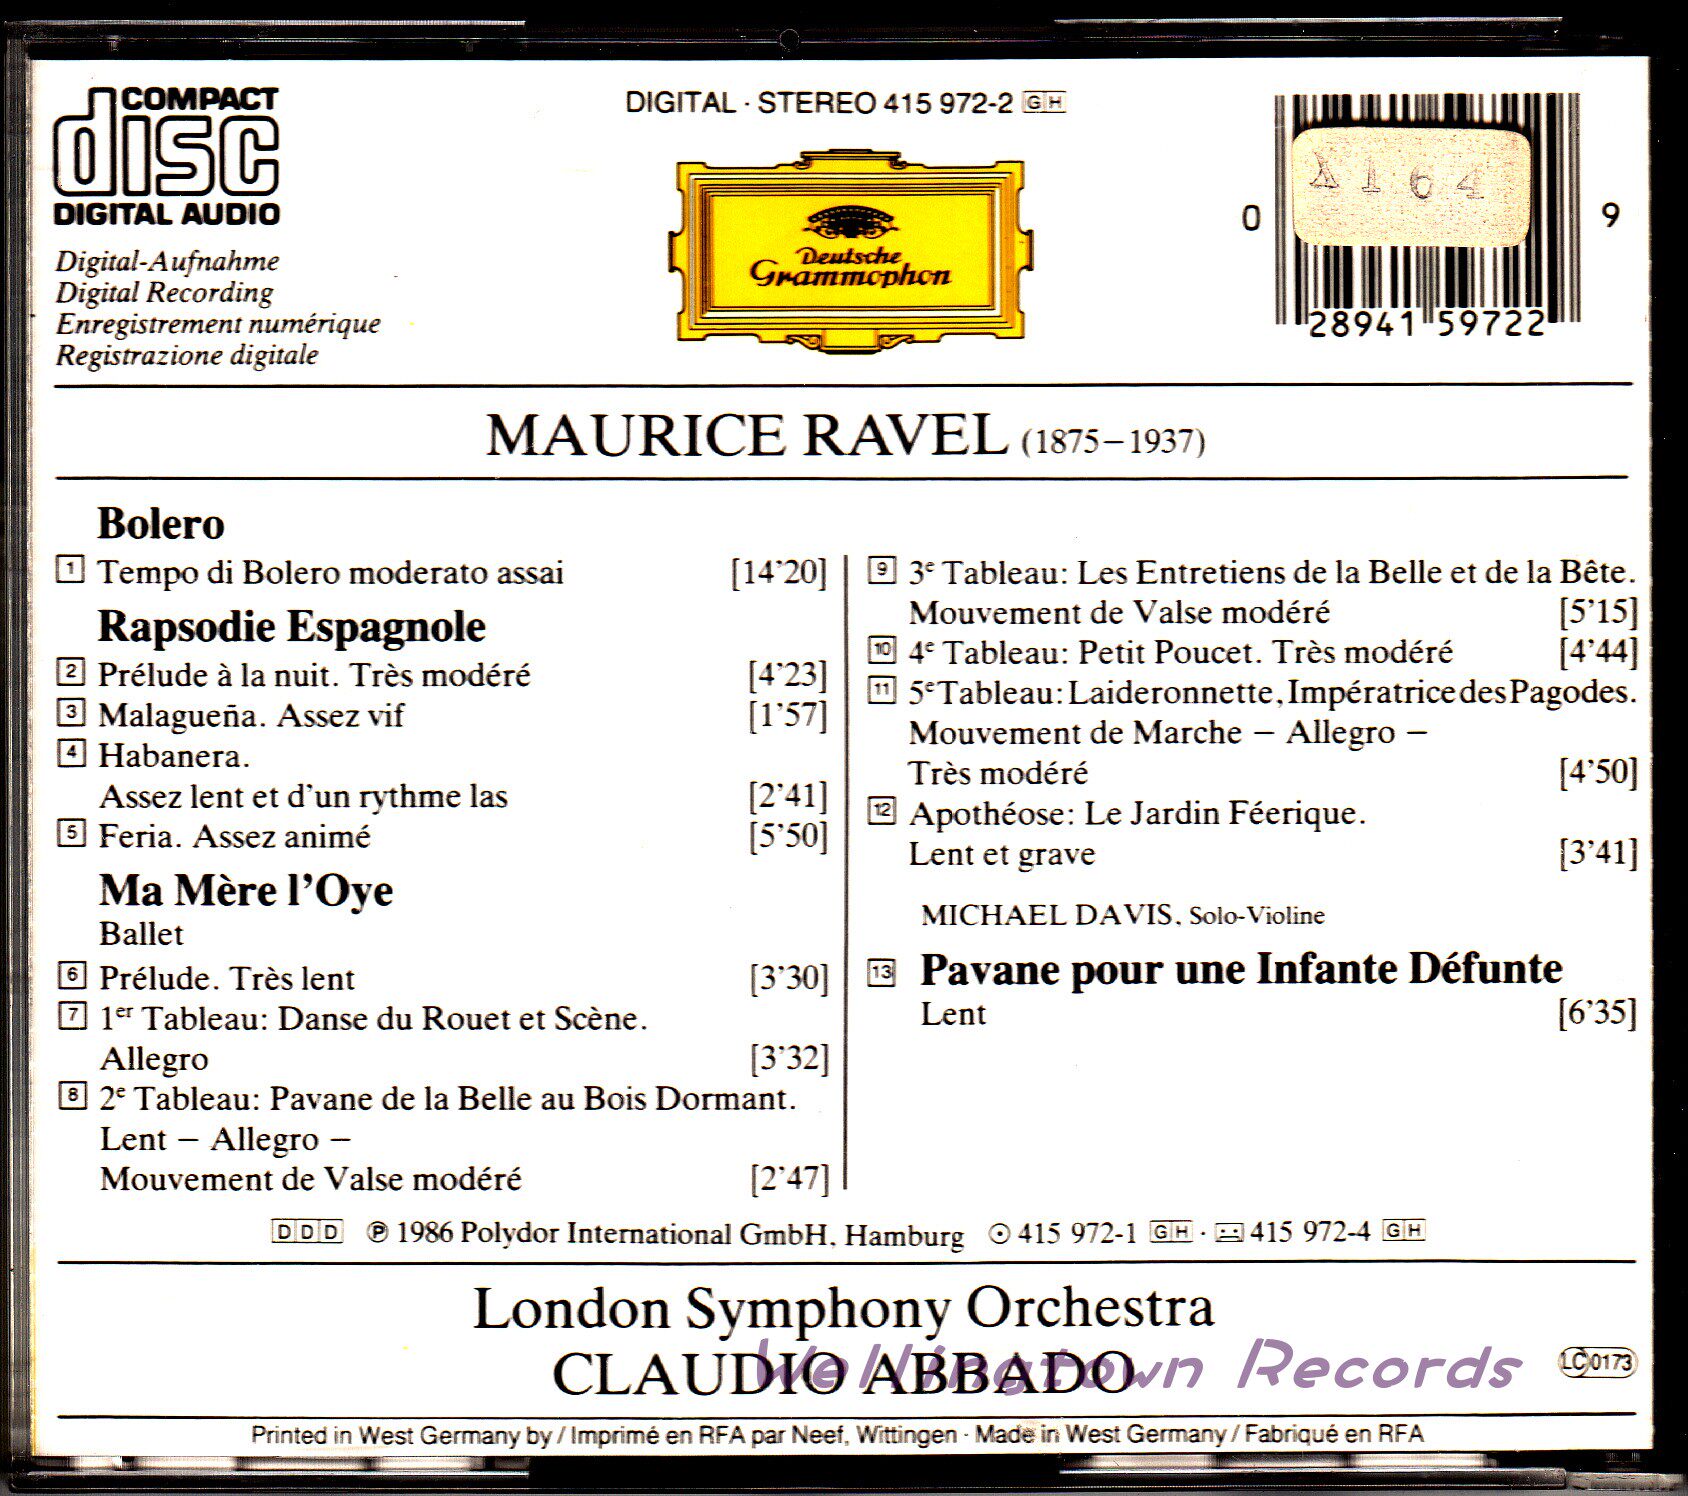 COMPACT
disc
DIGITAL AUDIO
Digital-Aufnahme
Digital Recording
Enregistrement numérique
Registrazione digitale
DIGITAL · STEREO 415 972-2 GH
Deutsche
Grammophon
A164
0 28941 59722 9
MAURICE RAVEL (1875–1937)
Bolero
1 Tempo di Bolero moderato assai [14'20]
Rapsodie Espagnole
2 Prélude à la nuit. Très modéré [4'23]
3 Malagueña. Assez vif [1'57]
4 Habanera.
Assez lent et d'un rythme las [2'41]
5 Feria. Assez animé [5'50]
Ma Mère l'Oye
Ballet
6 Prélude. Très lent [3'30]
7 1er Tableau: Danse du Rouet et Scène.
Allegro [3'32]
8 2e Tableau: Pavane de la Belle au Bois Dormant.
Lent – Allegro –
Mouvement de Valse modéré [2'47]
9 3e Tableau: Les Entretiens de la Belle et de la Bête.
Mouvement de Valse modéré [5'15]
10 4e Tableau: Petit Poucet. Très modéré [4'44]
11 5e Tableau: Laideronnette, Impératrice des Pagodes.
Mouvement de Marche – Allegro –
Très modéré [4'50]
12 Apothéose: Le Jardin Féerique.
Lent et grave [3'41]
MICHAEL DAVIS, Solo-Violine
13 Pavane pour une Infante Défunte
Lent [6'35]
DDD ℗ 1986 Polydor International GmbH, Hamburg 415 972-1 GH · 415 972-4 GH
London Symphony Orchestra
CLAUDIO ABBADO
Wellingtown Records
LC 0173
Printed in West Germany by / Imprimé en RFA par Neef, Wittingen · Made in West Germany / Fabriqué en RFA